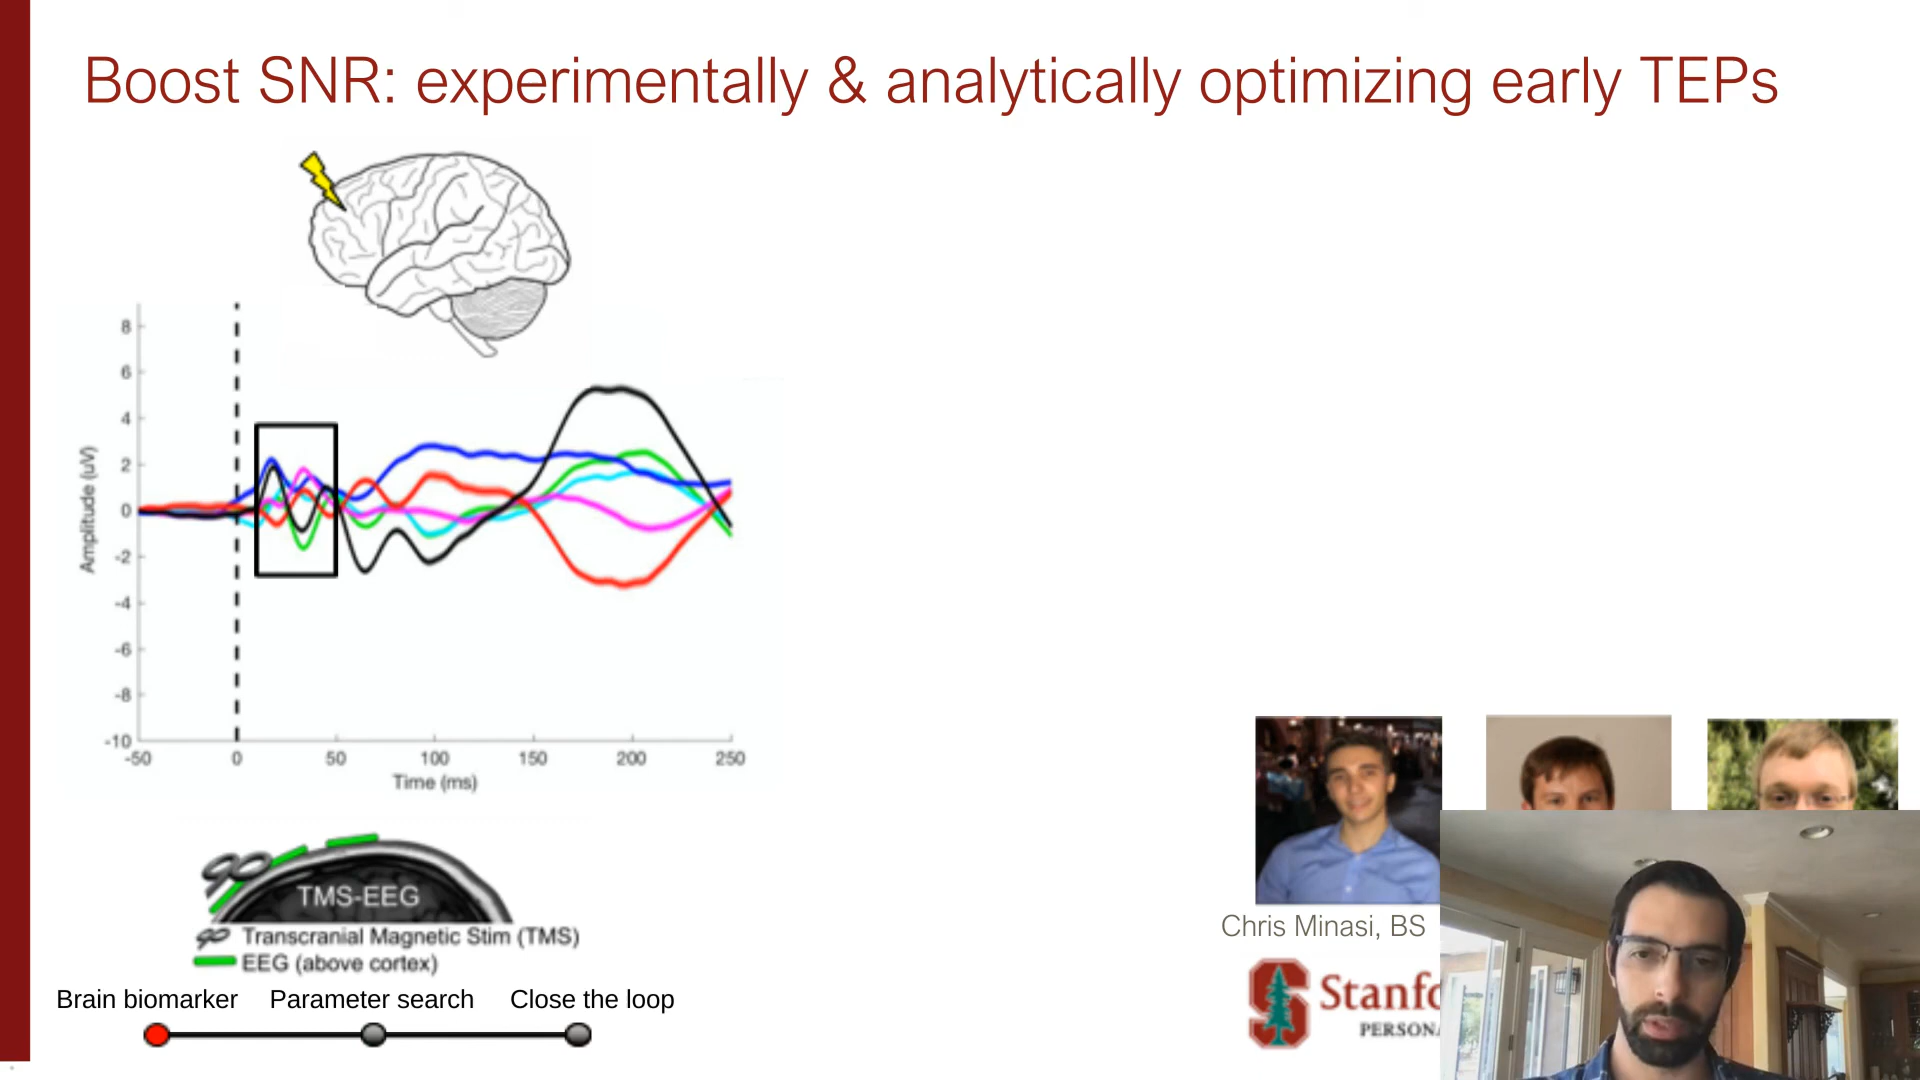 Boost SNR: experimentally & analytically optimizing early TEPs
8
6
4
2
0
-2
-4
-6
-8
-10
Amplitude (uV)
-50 0 50 100 150 200 250
Time (ms)
TMS-EEG
Transcranial Magnetic Stim (TMS)
EEG (above cortex)
Brain biomarker Parameter search Close the loop
Chris Minasi, BS
Stanfo
PERSONA